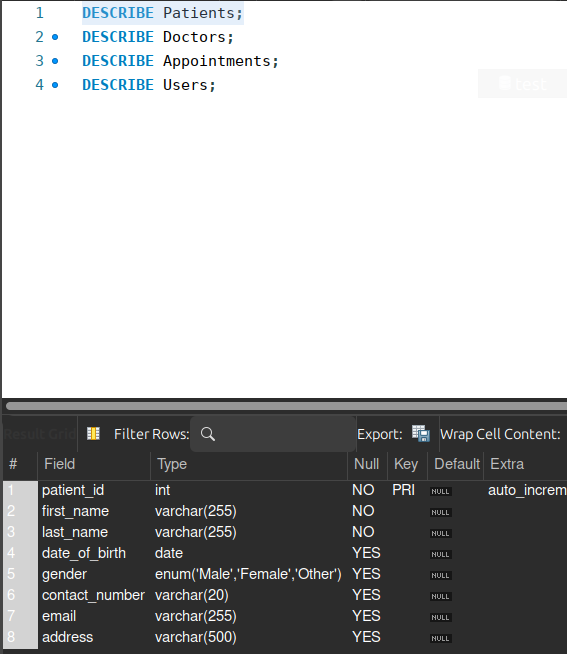 1 DESCRIBE Patients;
2 DESCRIBE Doctors;
3 DESCRIBE Appointments;
4 DESCRIBE Users;
test
Result Grid Filter Rows: Export: Wrap Cell Content:
# Field Type Null Key Default Extra
1 patient_id int NO PRI NULL auto_increm
2 first_name varchar(255) NO NULL
3 last_name varchar(255) NO NULL
4 date_of_birth date YES NULL
5 gender enum('Male','Female','Other') YES NULL
6 contact_number varchar(20) YES NULL
7 email varchar(255) YES NULL
8 address varchar(500) YES NULL